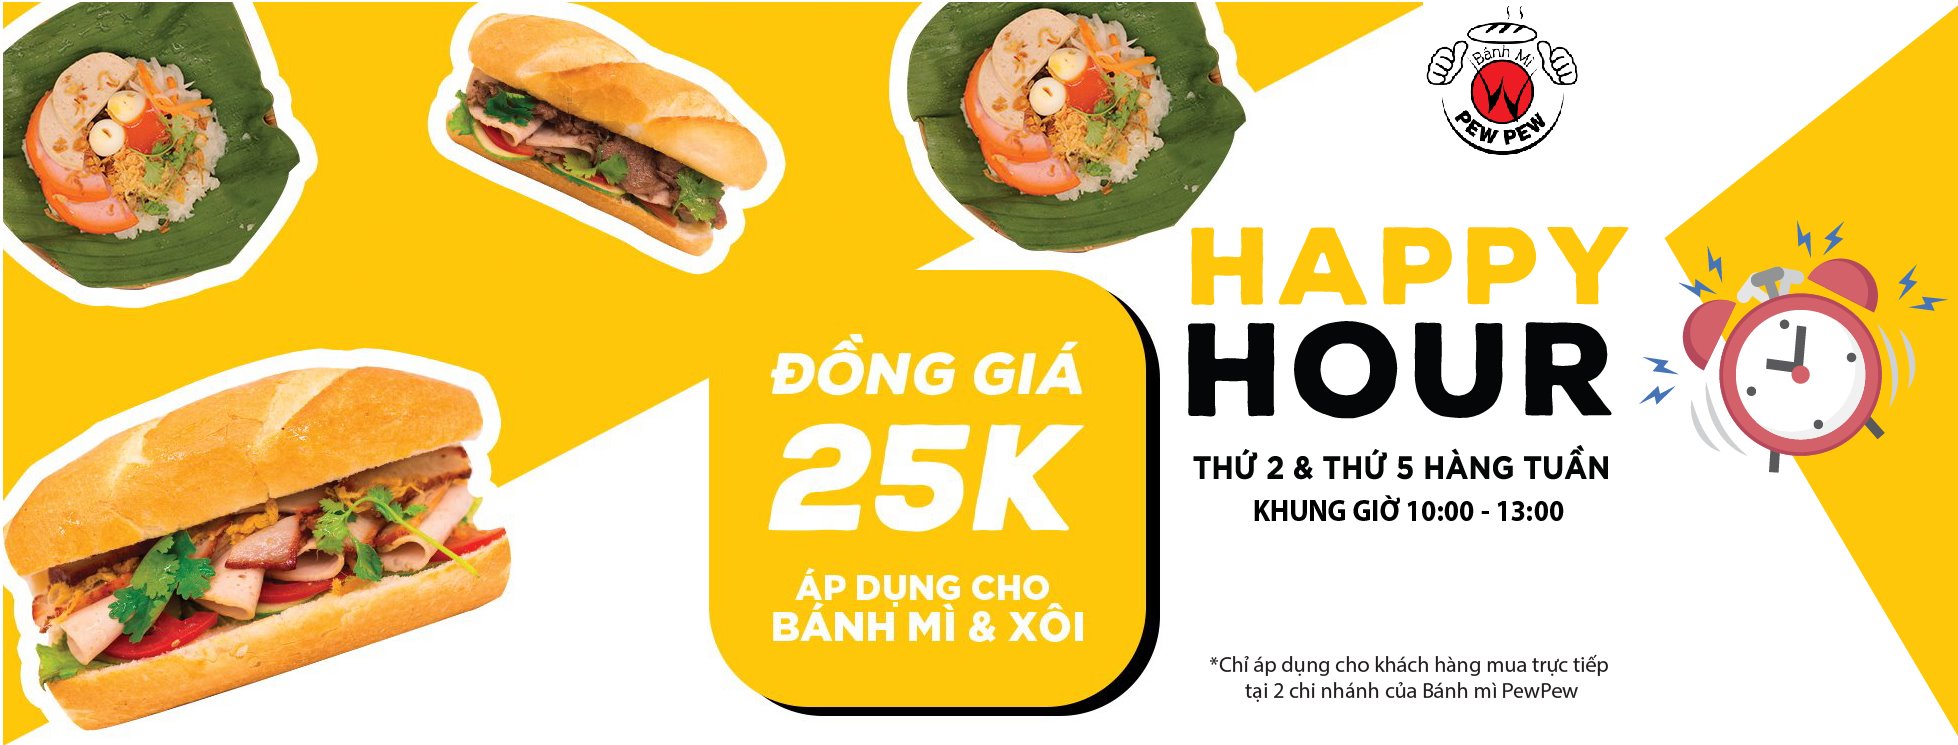 Bánh Mì
PEW PEW
HAPPY
HOUR
THỨ 2 & THỨ 5 HÀNG TUẦN
KHUNG GIỜ 10:00 - 13:00
ĐỒNG GIÁ
25K
ÁP DỤNG CHO
BÁNH MÌ & XÔI
*Chỉ áp dụng cho khách hàng mua trực tiếp
tại 2 chi nhánh của Bánh mì PewPew